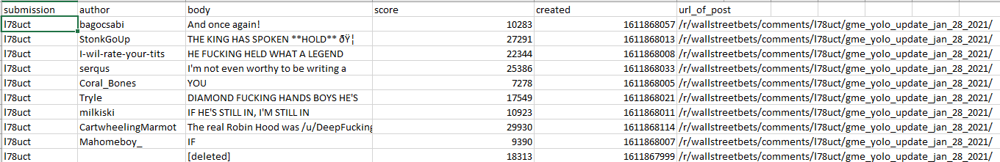 submission author body score created url_of_post
l78uct bagocsabi And once again! 10283 1611868057 /r/wallstreetbets/comments/l78uct/gme_yolo_update_jan_28_2021/
l78uct StonkGoUp THE KING HAS SPOKEN **HOLD** ðŸ¦ 27291 1611868013 /r/wallstreetbets/comments/l78uct/gme_yolo_update_jan_28_2021/
l78uct I-wil-rate-your-tits HE FUCKING HELD WHAT A LEGEND 22344 1611868008 /r/wallstreetbets/comments/l78uct/gme_yolo_update_jan_28_2021/
l78uct serqus I'm not even worthy to be writing a 25386 1611868033 /r/wallstreetbets/comments/l78uct/gme_yolo_update_jan_28_2021/
l78uct Coral_Bones YOU 7278 1611868005 /r/wallstreetbets/comments/l78uct/gme_yolo_update_jan_28_2021/
l78uct Tryle DIAMOND FUCKING HANDS BOYS HE'S 17549 1611868021 /r/wallstreetbets/comments/l78uct/gme_yolo_update_jan_28_2021/
l78uct milkiski IF HE'S STILL IN, I'M STILL IN 10923 1611868011 /r/wallstreetbets/comments/l78uct/gme_yolo_update_jan_28_2021/
l78uct CartwheelingMarmot The real Robin Hood was /u/DeepFucking 29930 1611868114 /r/wallstreetbets/comments/l78uct/gme_yolo_update_jan_28_2021/
l78uct Mahomeboy_ IF 9390 1611868007 /r/wallstreetbets/comments/l78uct/gme_yolo_update_jan_28_2021/
l78uct [deleted] 18313 1611867999 /r/wallstreetbets/comments/l78uct/gme_yolo_update_jan_28_2021/